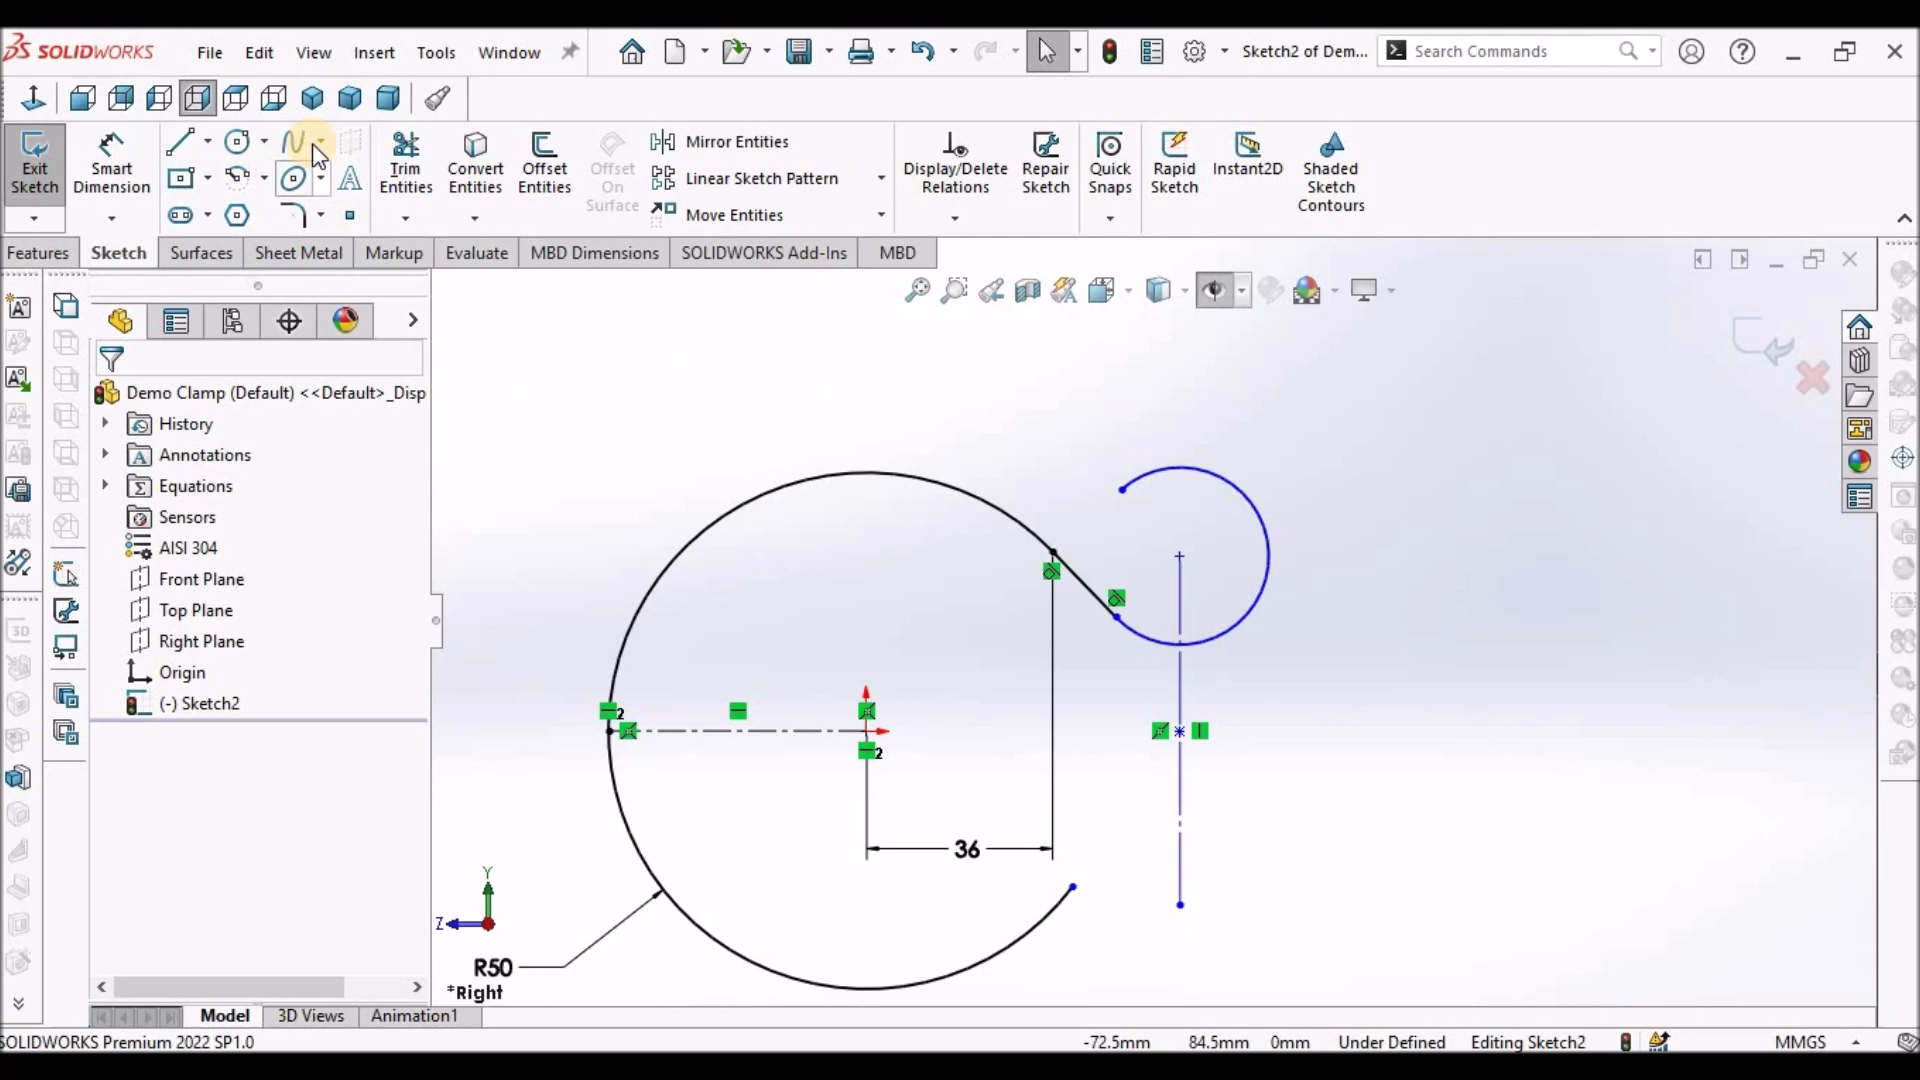 SOLIDWORKS File Edit View Insert Tools Window Sketch2 of Dem... Search Commands
Exit Sketch
Smart Dimension
Trim Entities
Convert Entities
Offset Entities
Offset On Surface
Mirror Entities
Linear Sketch Pattern
Move Entities
Display/Delete Relations
Repair Sketch
Quick Snaps
Rapid Sketch
Instant2D
Shaded Sketch Contours
Features Sketch Surfaces Sheet Metal Markup Evaluate MBD Dimensions SOLIDWORKS Add-Ins MBD
Demo Clamp (Default) <<Default>_Disp
History
Annotations
Equations
Sensors
AISI 304
Front Plane
Top Plane
Right Plane
Origin
(-) Sketch2
2
2
36
Y
Z
R50
*Right
Model 3D Views Animation1
SOLIDWORKS Premium 2022 SP1.0 -72.5mm 84.5mm 0mm Under Defined Editing Sketch2 MMGS